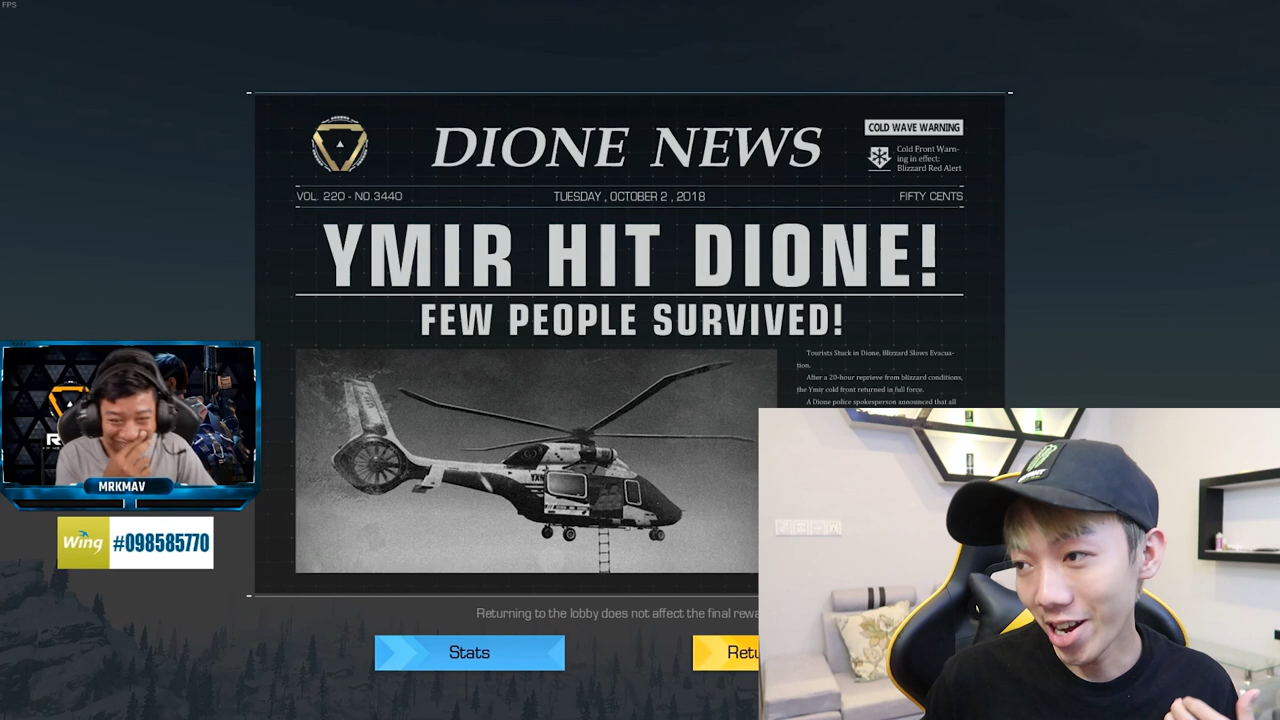 FPS
DIONE NEWS
COLD WAVE WARNING
Cold Front Warn-
ing in effect:
Blizzard Red Alert
VOL. 220 - NO.3440
TUESDAY , OCTOBER 2 , 2018
FIFTY CENTS
YMIR HIT DIONE!
FEW PEOPLE SURVIVED!
Tourists Stuck in Dione, Blizzard Slows Evacua-
tion.
After a 20-hour reprieve from blizzard conditions,
the Ymir cold front returned in full force.
A Dione police spokesperson announced that all
MRKMAV
Wing #098585770
Returning to the lobby does not affect the final rewa
Stats
Retu